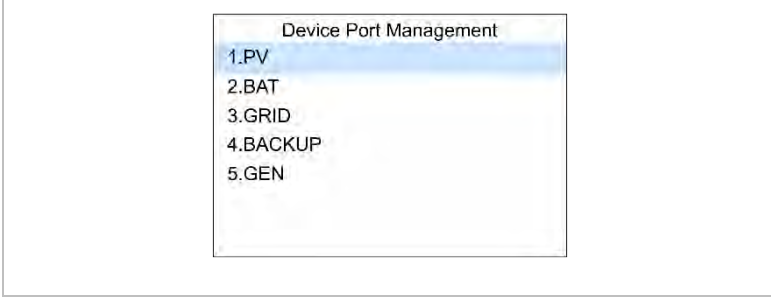 Device Port Management
1.PV
2.BAT
3.GRID
4.BACKUP
5.GEN